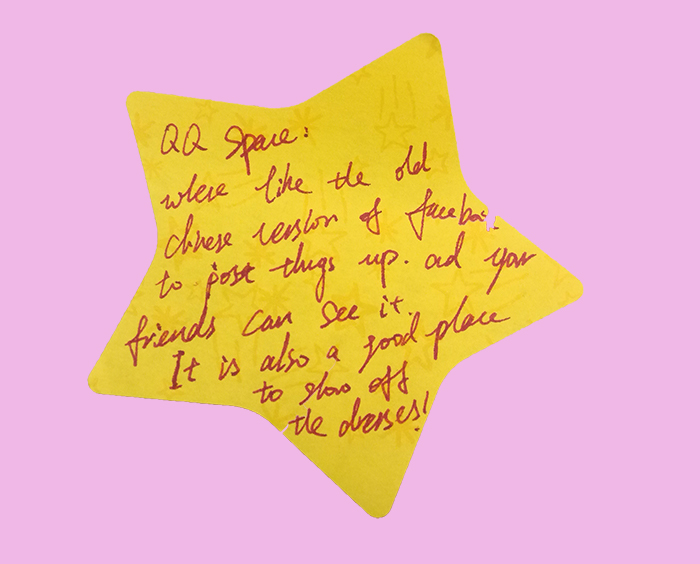 QQ Space:
where like the old
chinese version of facebo
to post things up. and your
friends can see it.
It is also a good place
to show off
the dresses!